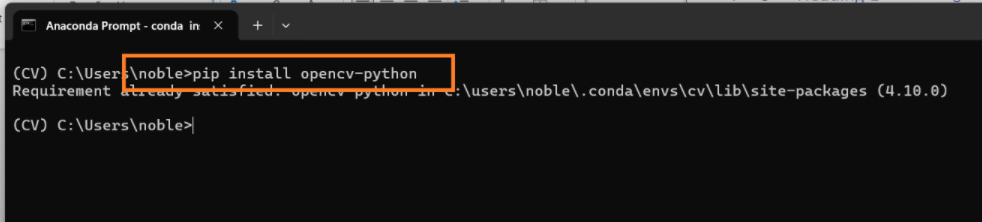 Anaconda Prompt - conda in
(CV) C:\Users\noble>pip install opencv-python
Requirement already satisfied: opencv-python in c:\users\noble\.conda\envs\cv\lib\site-packages (4.10.0)
(CV) C:\Users\noble>